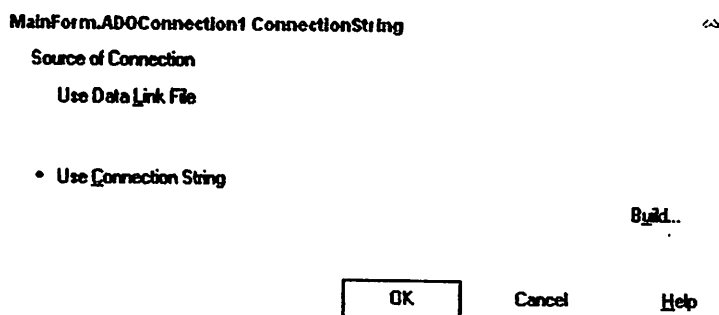 MainForm.ADOConnection1 ConnectionString
Source of Connection
Use Data Link File
Use Connection String
Build...
OK Cancel Help